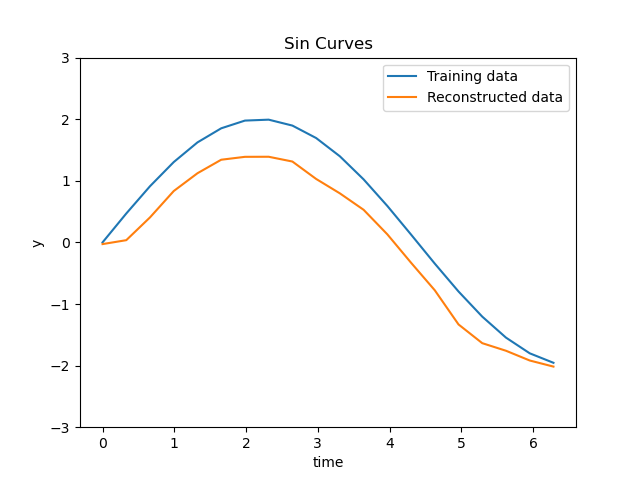 Sin Curves
Training data
Reconstructed data
3
2
1
0
−1
−2
−3
y
0 1 2 3 4 5 6
time